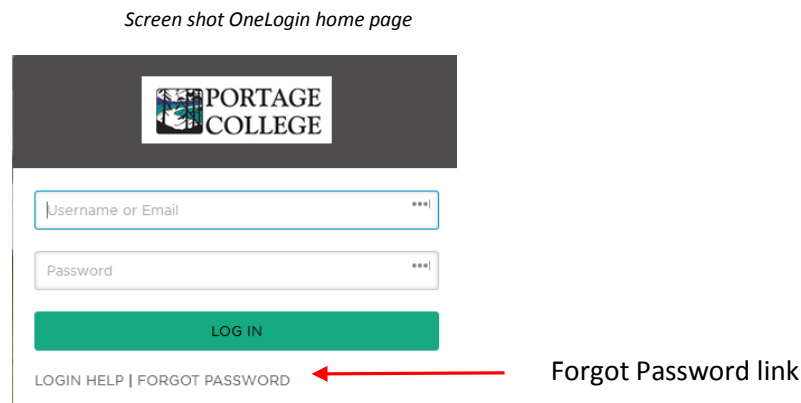 Screen shot OneLogin home page
PORTAGE
COLLEGE
Username or Email
Password
LOG IN
LOGIN HELP | FORGOT PASSWORD
Forgot Password link